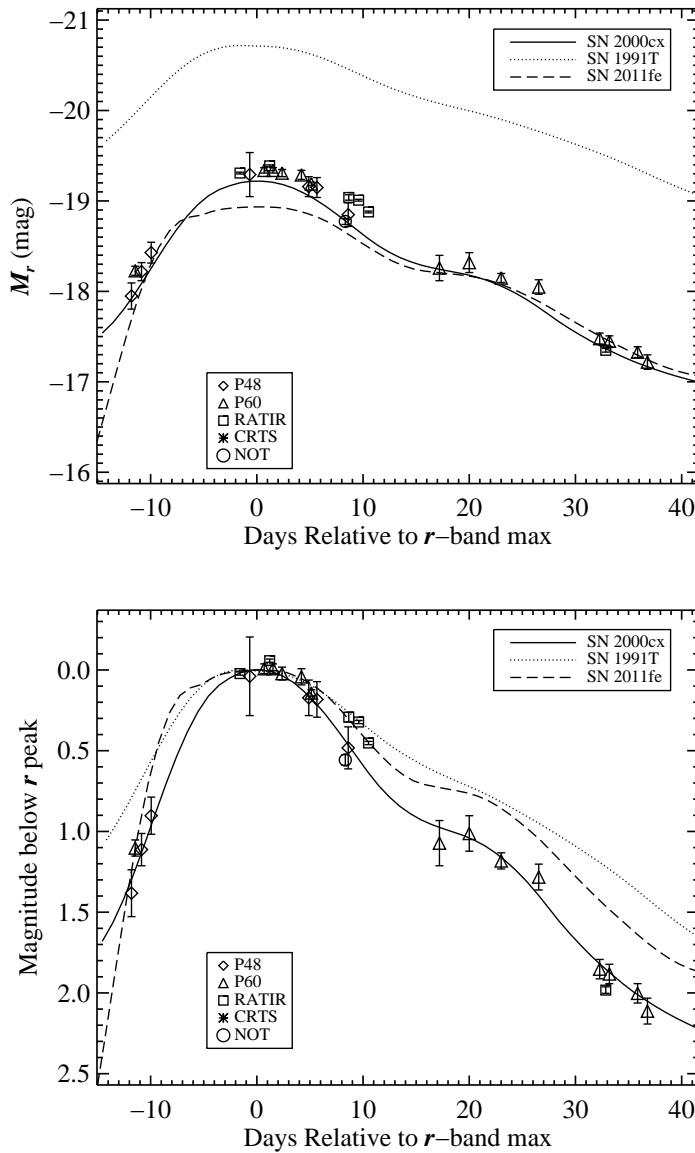 −21
−20
−19
−18
−17
−16
M_r (mag)
SN 2000cx
SN 1991T
SN 2011fe
P48
P60
RATIR
CRTS
NOT
−10 0 10 20 30 40
Days Relative to r−band max
0.0
0.5
1.0
1.5
2.0
2.5
Magnitude below r peak
SN 2000cx
SN 1991T
SN 2011fe
P48
P60
RATIR
CRTS
NOT
−10 0 10 20 30 40
Days Relative to r−band max